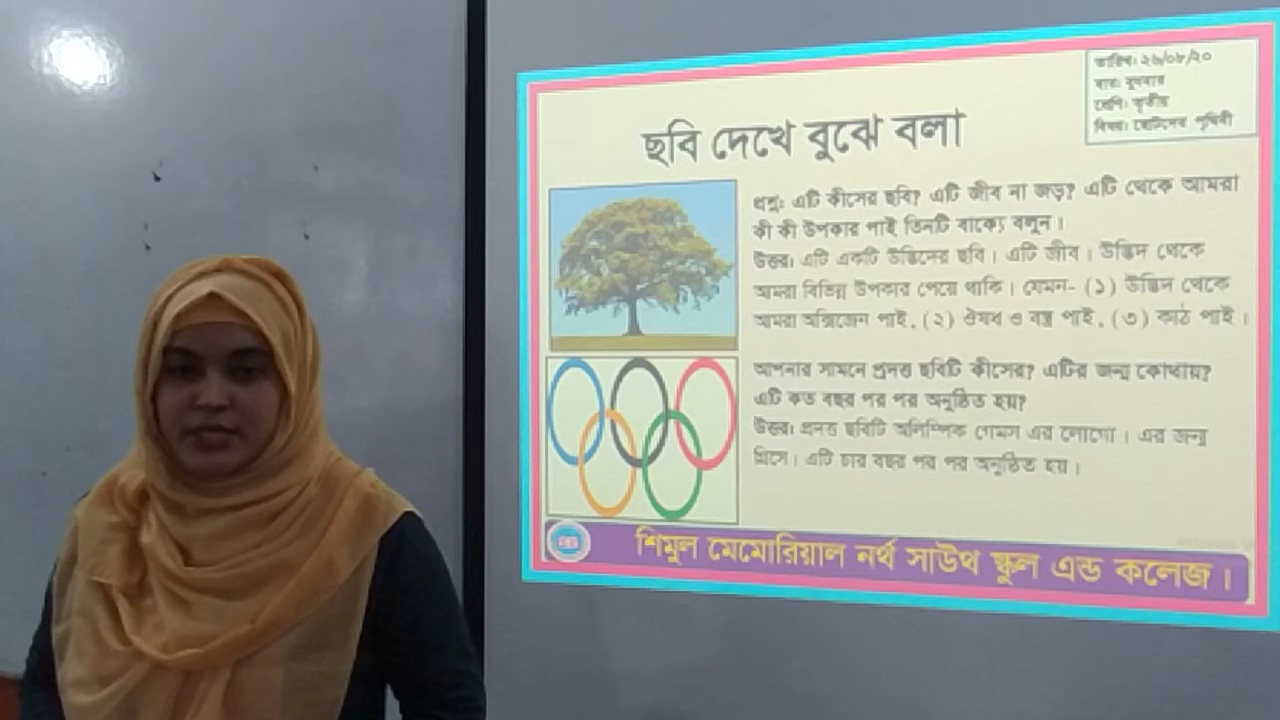 তারিখ: ২৬/০৮/২০
বার: বুধবার
শ্রেণি: তৃতীয়
বিষয়: ছোটদের পৃথিবী
ছবি দেখে বুঝে বলা
প্রশ্ন: এটি কীসের ছবি? এটি জীব না জড়? এটি থেকে আমরা
কী কী উপকার পাই তিনটি বাক্যে বলুন।
উত্তর: এটি একটি উদ্ভিদের ছবি। এটি জীব। উদ্ভিদ থেকে
আমরা বিভিন্ন উপকার পেয়ে থাকি। যেমন- (১) উদ্ভিদ থেকে
আমরা অক্সিজেন পাই, (২) ঔষধ ও বস্ত্র পাই, (৩) কাঠ পাই।
আপনার সামনে প্রদত্ত ছবিটি কীসের? এটির জন্ম কোথায়?
এটি কত বছর পর পর অনুষ্ঠিত হয়?
উত্তর: প্রদত্ত ছবিটি অলিম্পিক গেমস এর লোগো। এর জন্ম
গ্রিসে। এটি চার বছর পর পর অনুষ্ঠিত হয়।
শিমুল মেমোরিয়াল নর্থ সাউথ স্কুল এন্ড কলেজ।